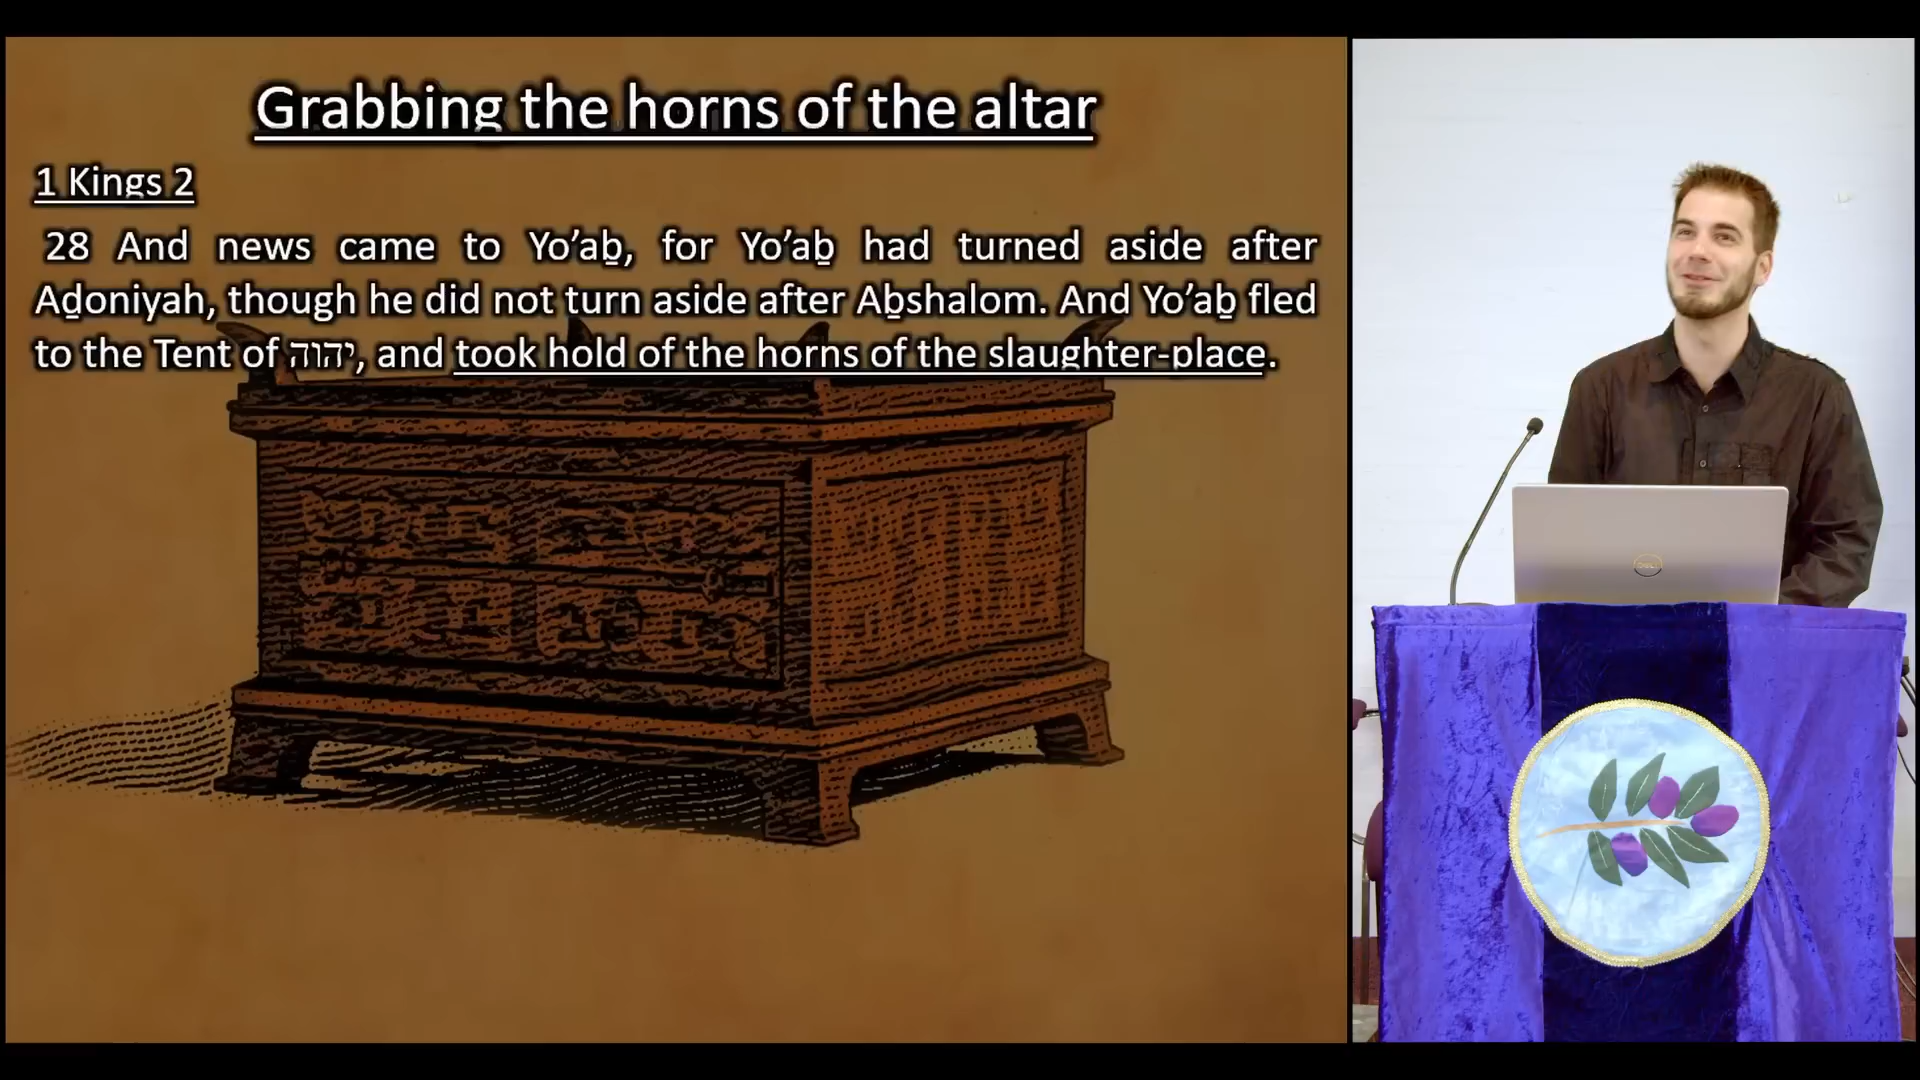 Grabbing the horns of the altar
1 Kings 2
28 And news came to Yo’aḇ, for Yo’aḇ had turned aside after
Aḏoniyah, though he did not turn aside after Aḇshalom. And Yo’aḇ fled
to the Tent of יהוה, and took hold of the horns of the slaughter-place.
DELL